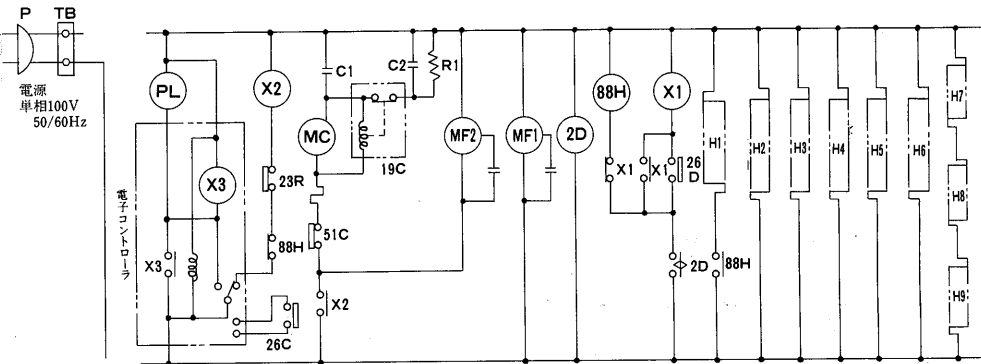 P TB
電源
単相100V
50/60Hz
PL
X3
X3
電子コントローラ
X2
23R
88H
26C
C1
MC
51C
X2
19C
C2
R1
MF2
MF1
2D
88H
X1
X1
X1
26
D
2D
88H
H1
H2
H3
H4
H5
H6
H7
H8
H9